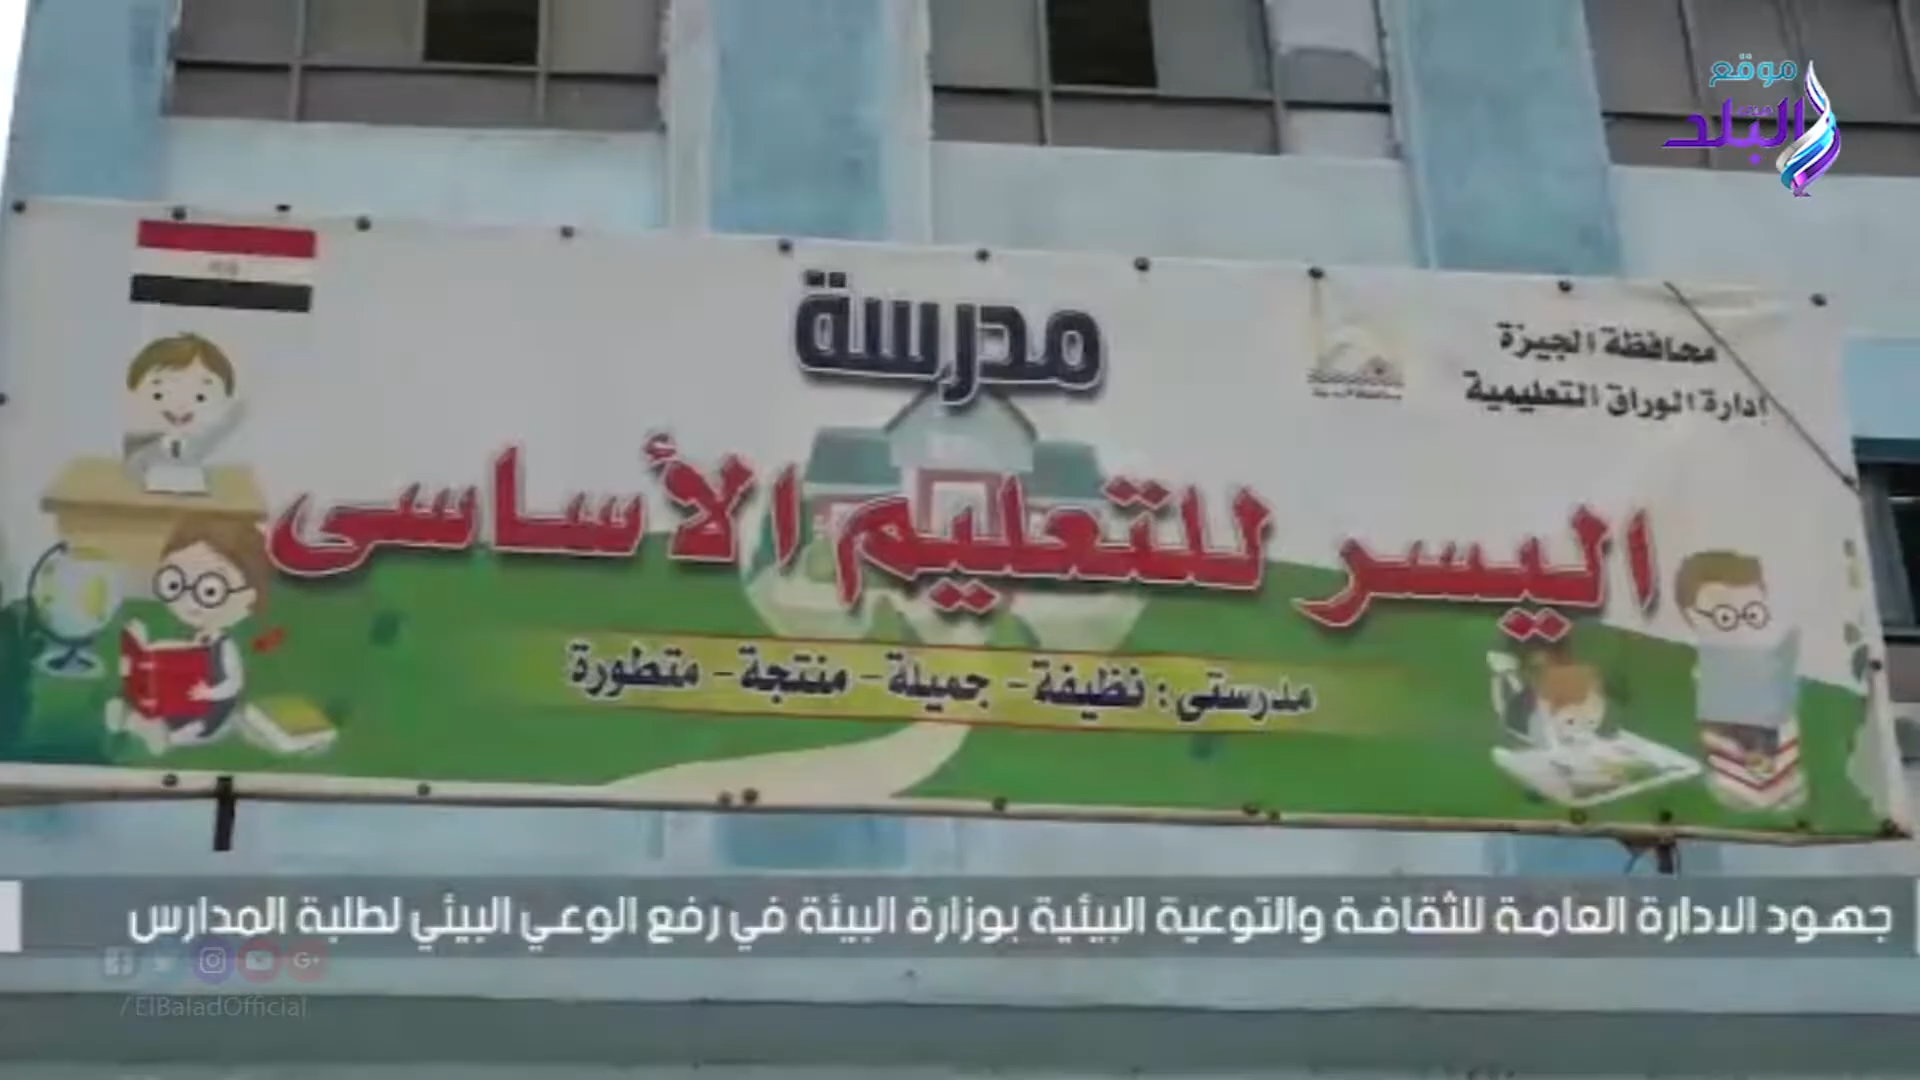 موقع
صدى البلد
محافظة الجيزة
إدارة الوراق التعليمية
مدرسة
اليسر للتعليم الأساسى
مدرستى : نظيفة - جميلة - منتجة - متطورة
جهود الادارة العامة للثقافة والتوعية البيئية بوزارة البيئة في رفع الوعي البيئي لطلبة المدارس
/ElBaladOfficial